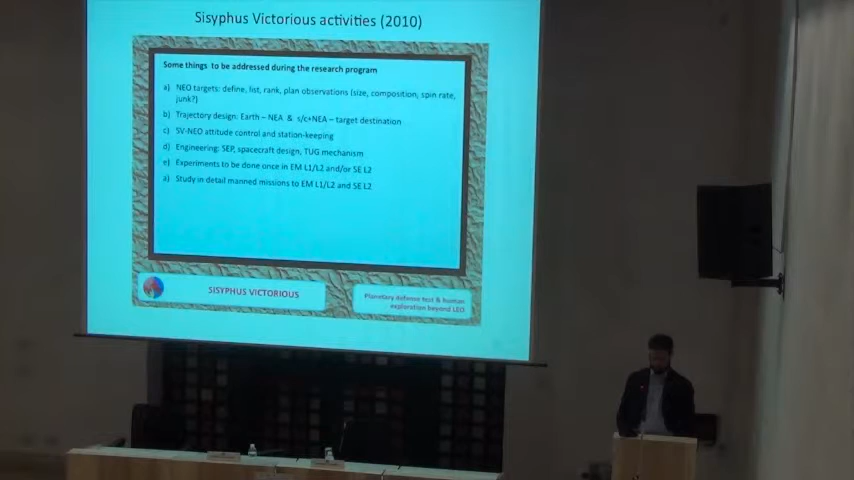 Sisyphus Victorious activities (2010)
Some things to be addressed during the research program
a) NEO targets: define, list, rank, plan observations (size, composition, spin rate,
junk?)
b) Trajectory design: Earth – NEA & s/c+NEA – target destination
c) SV-NEO attitude control and station-keeping
d) Engineering: SEP, spacecraft design, TUG mechanism
e) Experiments to be done once in EM L1/L2 and/or SE L2
a) Study in detail manned missions to EM L1/L2 and SE L2
SISYPHUS VICTORIOUS
Planetary defense test & human
exploration beyond LEO